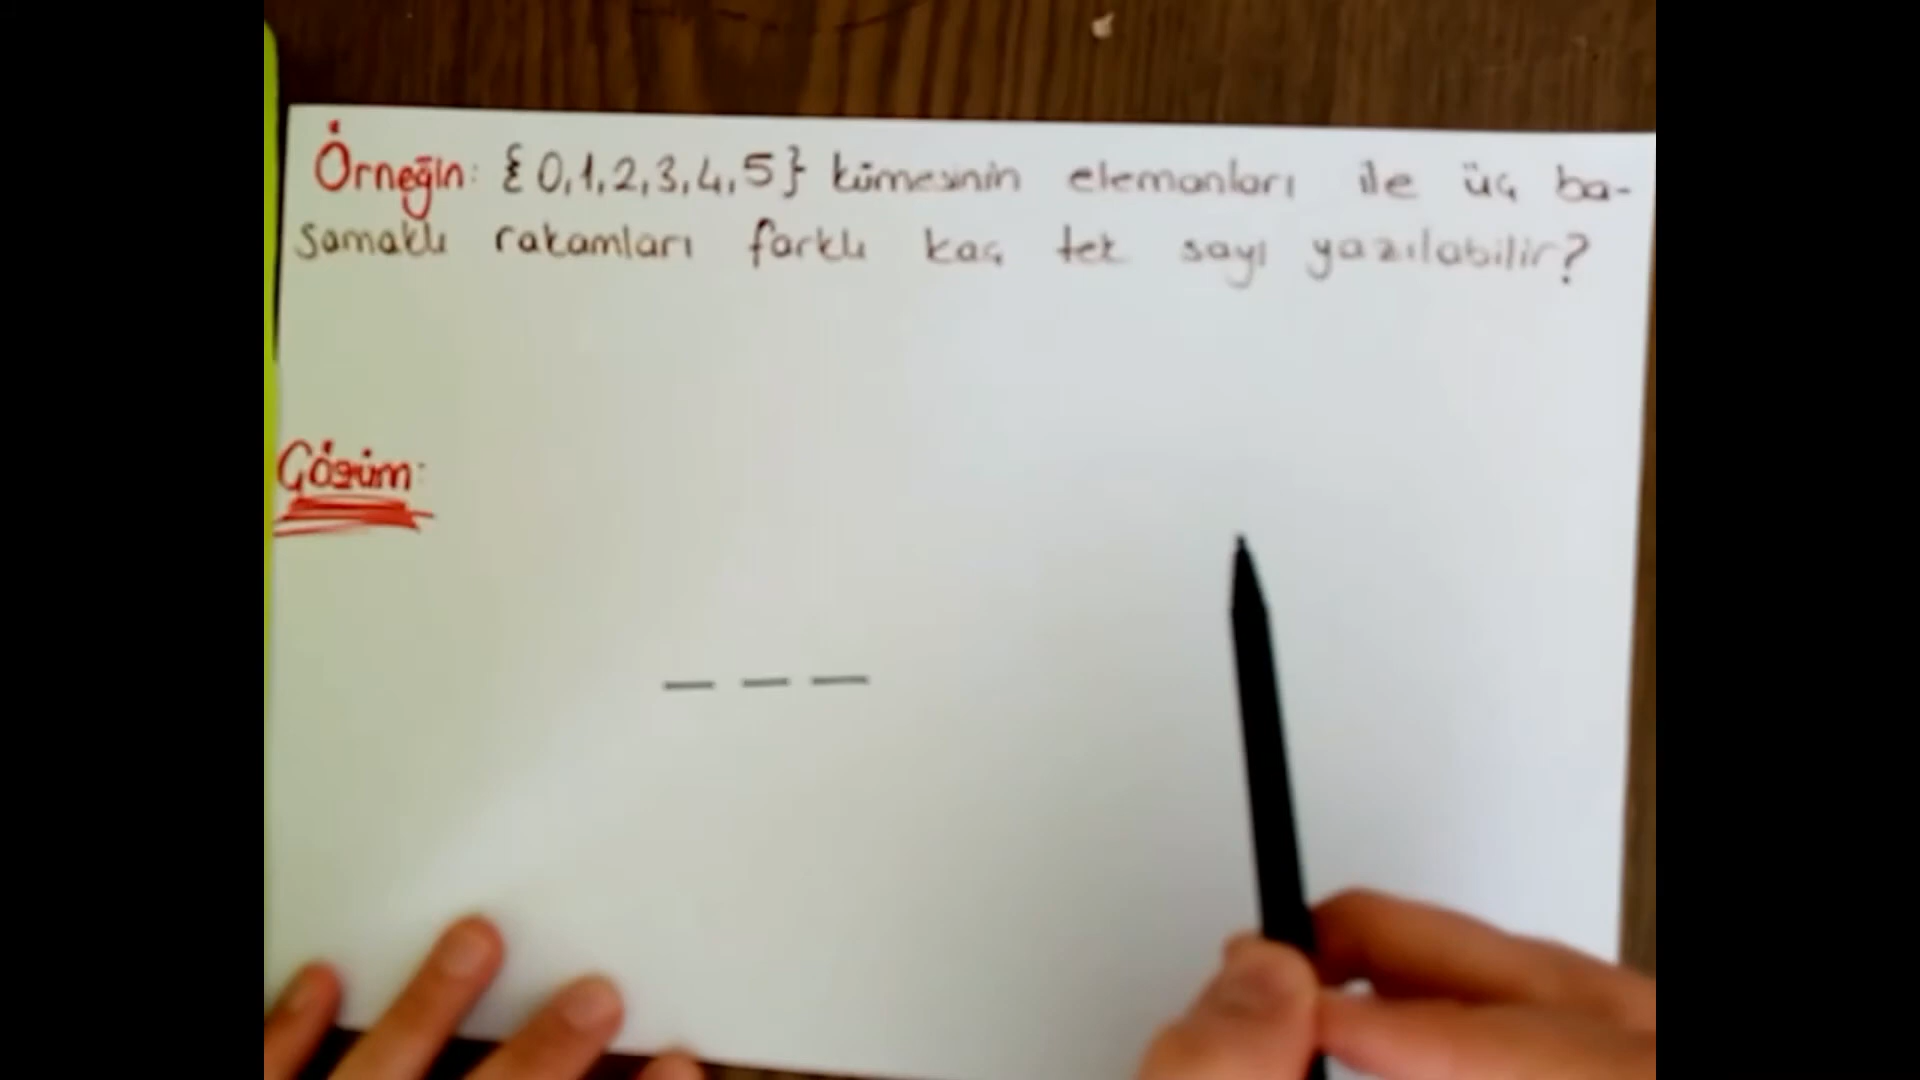 Örneğin: {0,1,2,3,4,5} kümesinin elemanları ile üç ba-
samaklı rakamları farklı kaç tek sayı yazılabilir?
Çözüm: